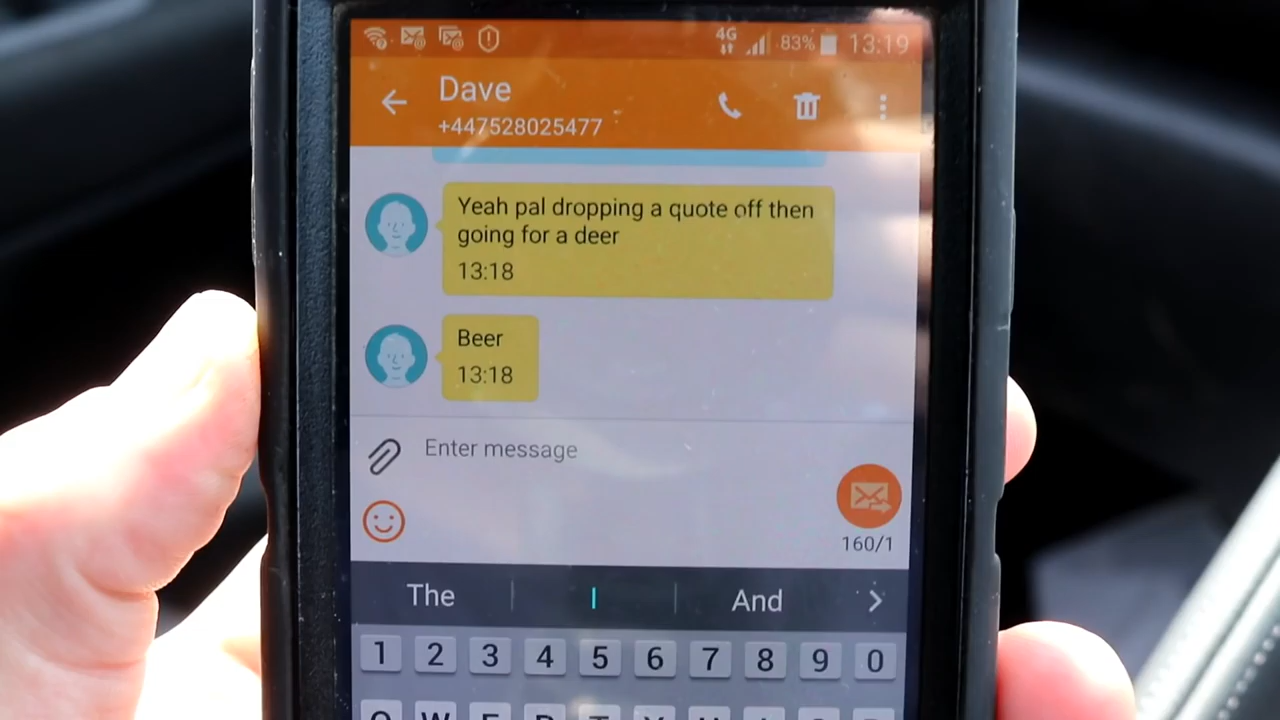 4G 83% 13:19
Dave
+447528025477
Yeah pal dropping a quote off then
going for a deer
13:18
Beer
13:18
Enter message
160/1
The I And
1 2 3 4 5 6 7 8 9 0